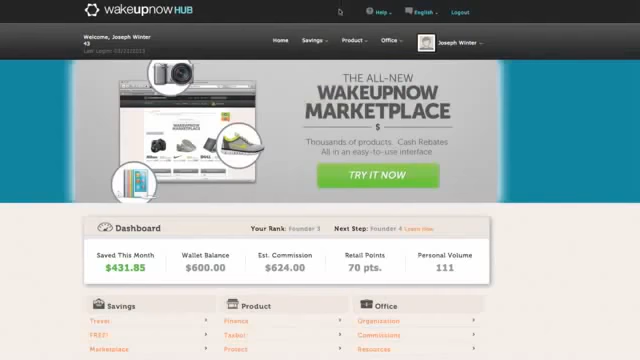 wakeupnow HUB
Help
English
Logout
Welcome, Joseph Winter
43
Last Login:
Home
Savings
Product
Office
Joseph Winter
THE ALL-NEW
WAKEUPNOW
MARKETPLACE
$
Thousands of products. Cash Rebates
All in an easy-to-use interface
TRY IT NOW
Dashboard
Your Rank: Founder 3
Next Step: Founder 4 Learn How
Saved This Month
Wallet Balance
Est. Commission
Retail Points
Personal Volume
$431.85
$600.00
$624.00
70 pts.
111
Savings
Product
Office
Travel
Finance
Organization
FREE!
Taxbot
Commissions
Marketplace
Protect
Resources